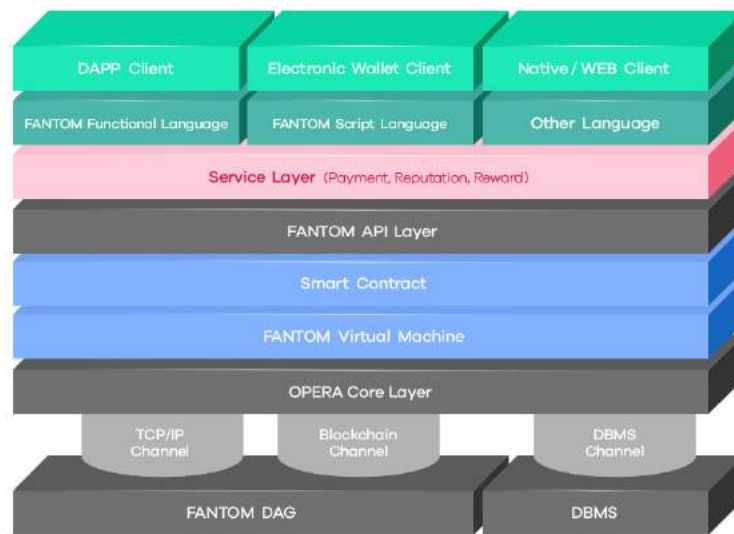 DAPP Client
Electronic Wallet Client
Native / WEB Client
FANTOM Functional Language
FANTOM Script Language
Other Language
Service Layer (Payment, Reputation, Reward)
FANTOM API Layer
Smart Contract
FANTOM Virtual Machine
OPERA Core Layer
TCP/IP
Channel
Blockchain
Channel
DBMS
Channel
FANTOM DAG
DBMS